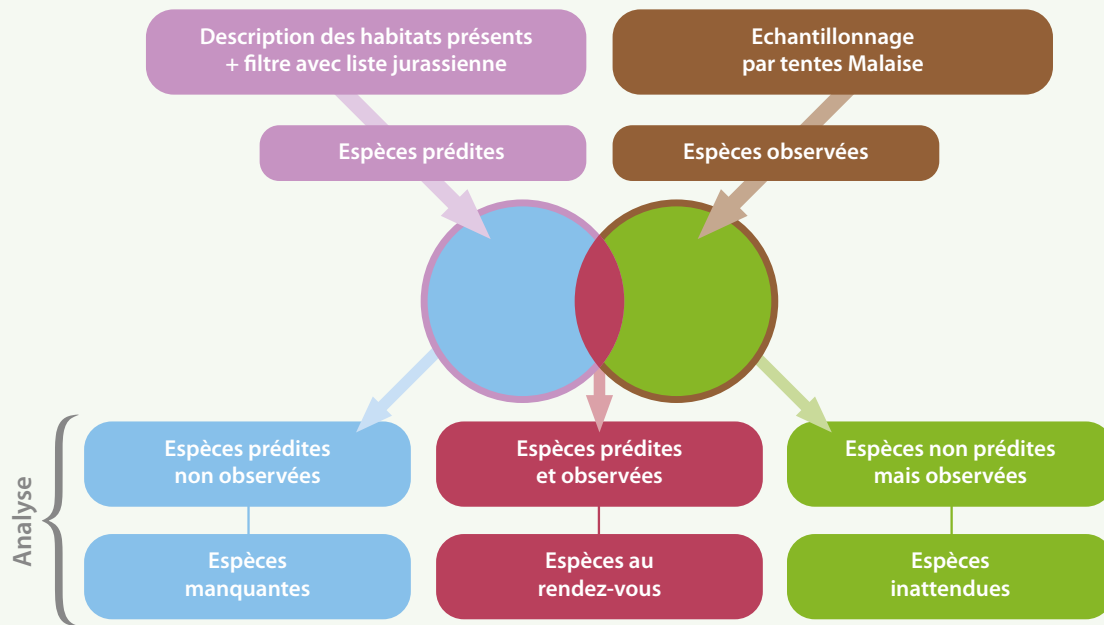 Description des habitats présents
+ filtre avec liste jurassienne
Echantillonnage
par tentes Malaise
Espèces prédites
Espèces observées
Analyse
Espèces prédites
non observées
Espèces prédites
et observées
Espèces non prédites
mais observées
Espèces
manquantes
Espèces au
rendez-vous
Espèces
inattendues